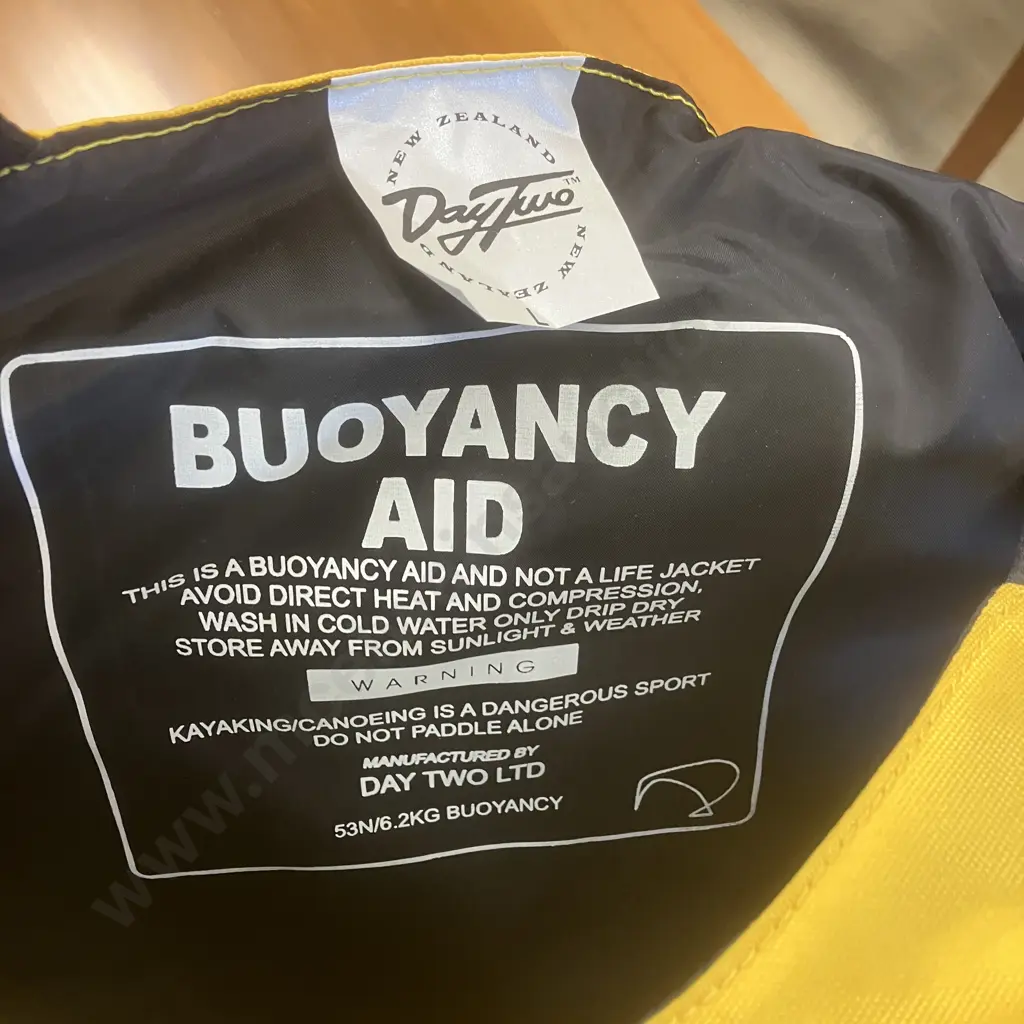 NEW ZEALAND
Day Two™
NEW ZEALAND
BUOYANCY
AID
THIS IS A BUOYANCY AID AND NOT A LIFE JACKET
AVOID DIRECT HEAT AND COMPRESSION,
WASH IN COLD WATER ONLY DRIP DRY
STORE AWAY FROM SUNLIGHT & WEATHER
WARNING
KAYAKING/CANOEING IS A DANGEROUS SPORT
DO NOT PADDLE ALONE
MANUFACTURED BY
DAY TWO LTD
53N/6.2KG BUOYANCY